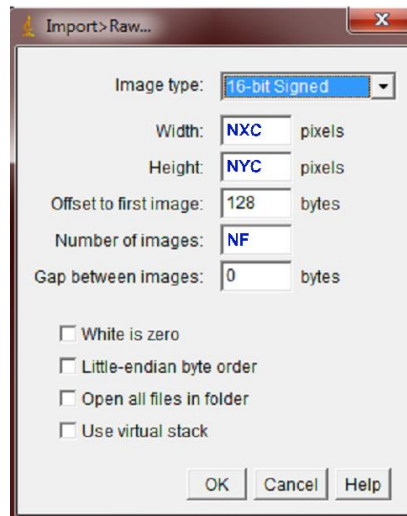 Import>Raw...
Image type: 16-bit Signed
Width: NXC pixels
Height: NYC pixels
Offset to first image: 128 bytes
Number of images: NF
Gap between images: 0 bytes
White is zero
Little-endian byte order
Open all files in folder
Use virtual stack
OK Cancel Help